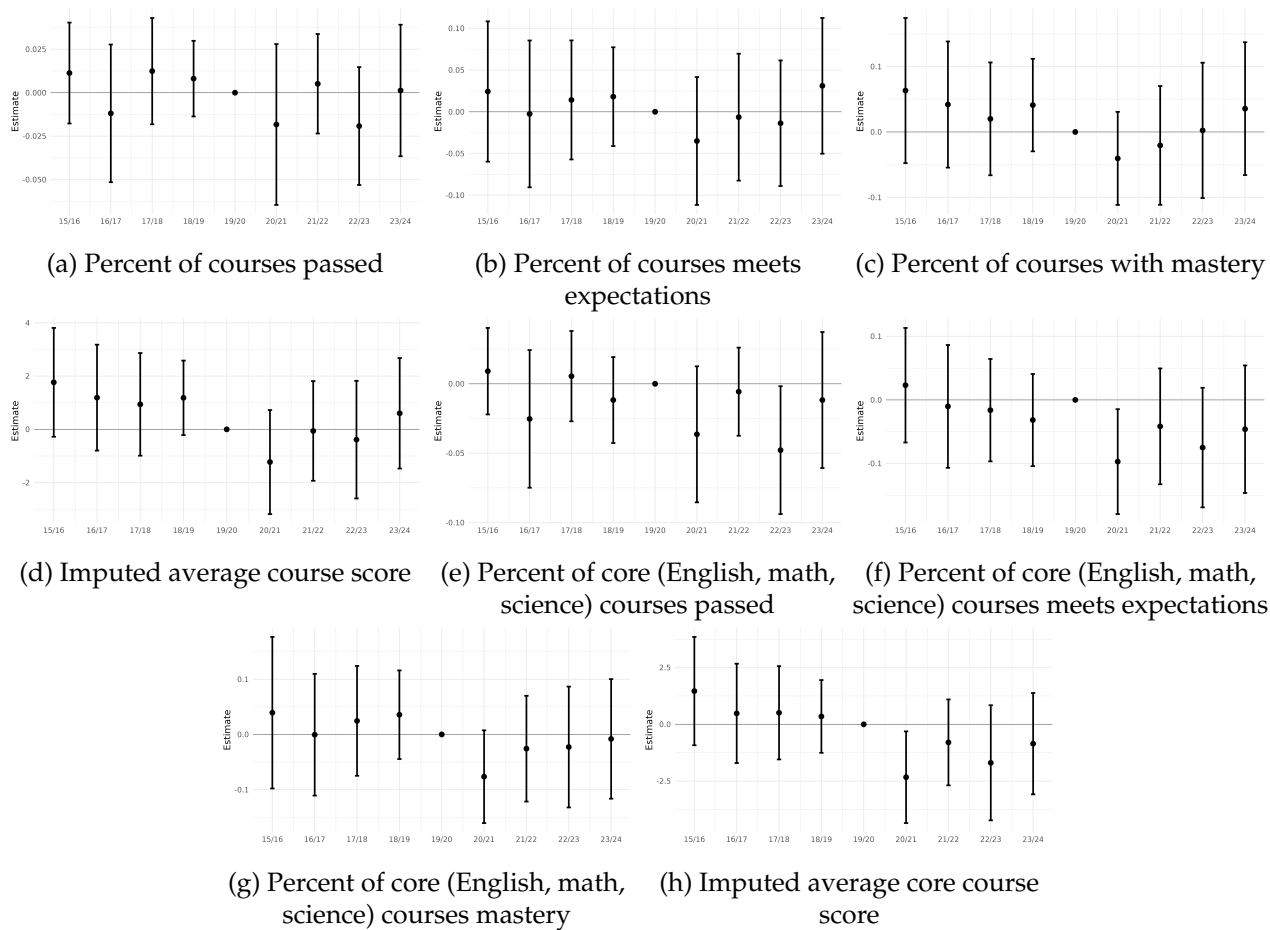 Estimate
0.025
0.000
-0.025
-0.050
15/16 16/17 17/18 18/19 19/20 20/21 21/22 22/23 23/24
(a) Percent of courses passed
Estimate
0.10
0.05
0.00
-0.05
-0.10
15/16 16/17 17/18 18/19 19/20 20/21 21/22 22/23 23/24
(b) Percent of courses meets
expectations
Estimate
0.1
0.0
-0.1
15/16 16/17 17/18 18/19 19/20 20/21 21/22 22/23 23/24
(c) Percent of courses with mastery
Estimate
4
2
0
-2
15/16 16/17 17/18 18/19 19/20 20/21 21/22 22/23 23/24
(d) Imputed average course score
Estimate
0.00
-0.05
-0.10
15/16 16/17 17/18 18/19 19/20 20/21 21/22 22/23 23/24
(e) Percent of core (English, math,
science) courses passed
Estimate
0.1
0.0
-0.1
15/16 16/17 17/18 18/19 19/20 20/21 21/22 22/23 23/24
(f) Percent of core (English, math,
science) courses meets expectations
Estimate
0.1
0.0
-0.1
15/16 16/17 17/18 18/19 19/20 20/21 21/22 22/23 23/24
(g) Percent of core (English, math,
science) courses mastery
Estimate
2.5
0.0
-2.5
15/16 16/17 17/18 18/19 19/20 20/21 21/22 22/23 23/24
(h) Imputed average core course
score